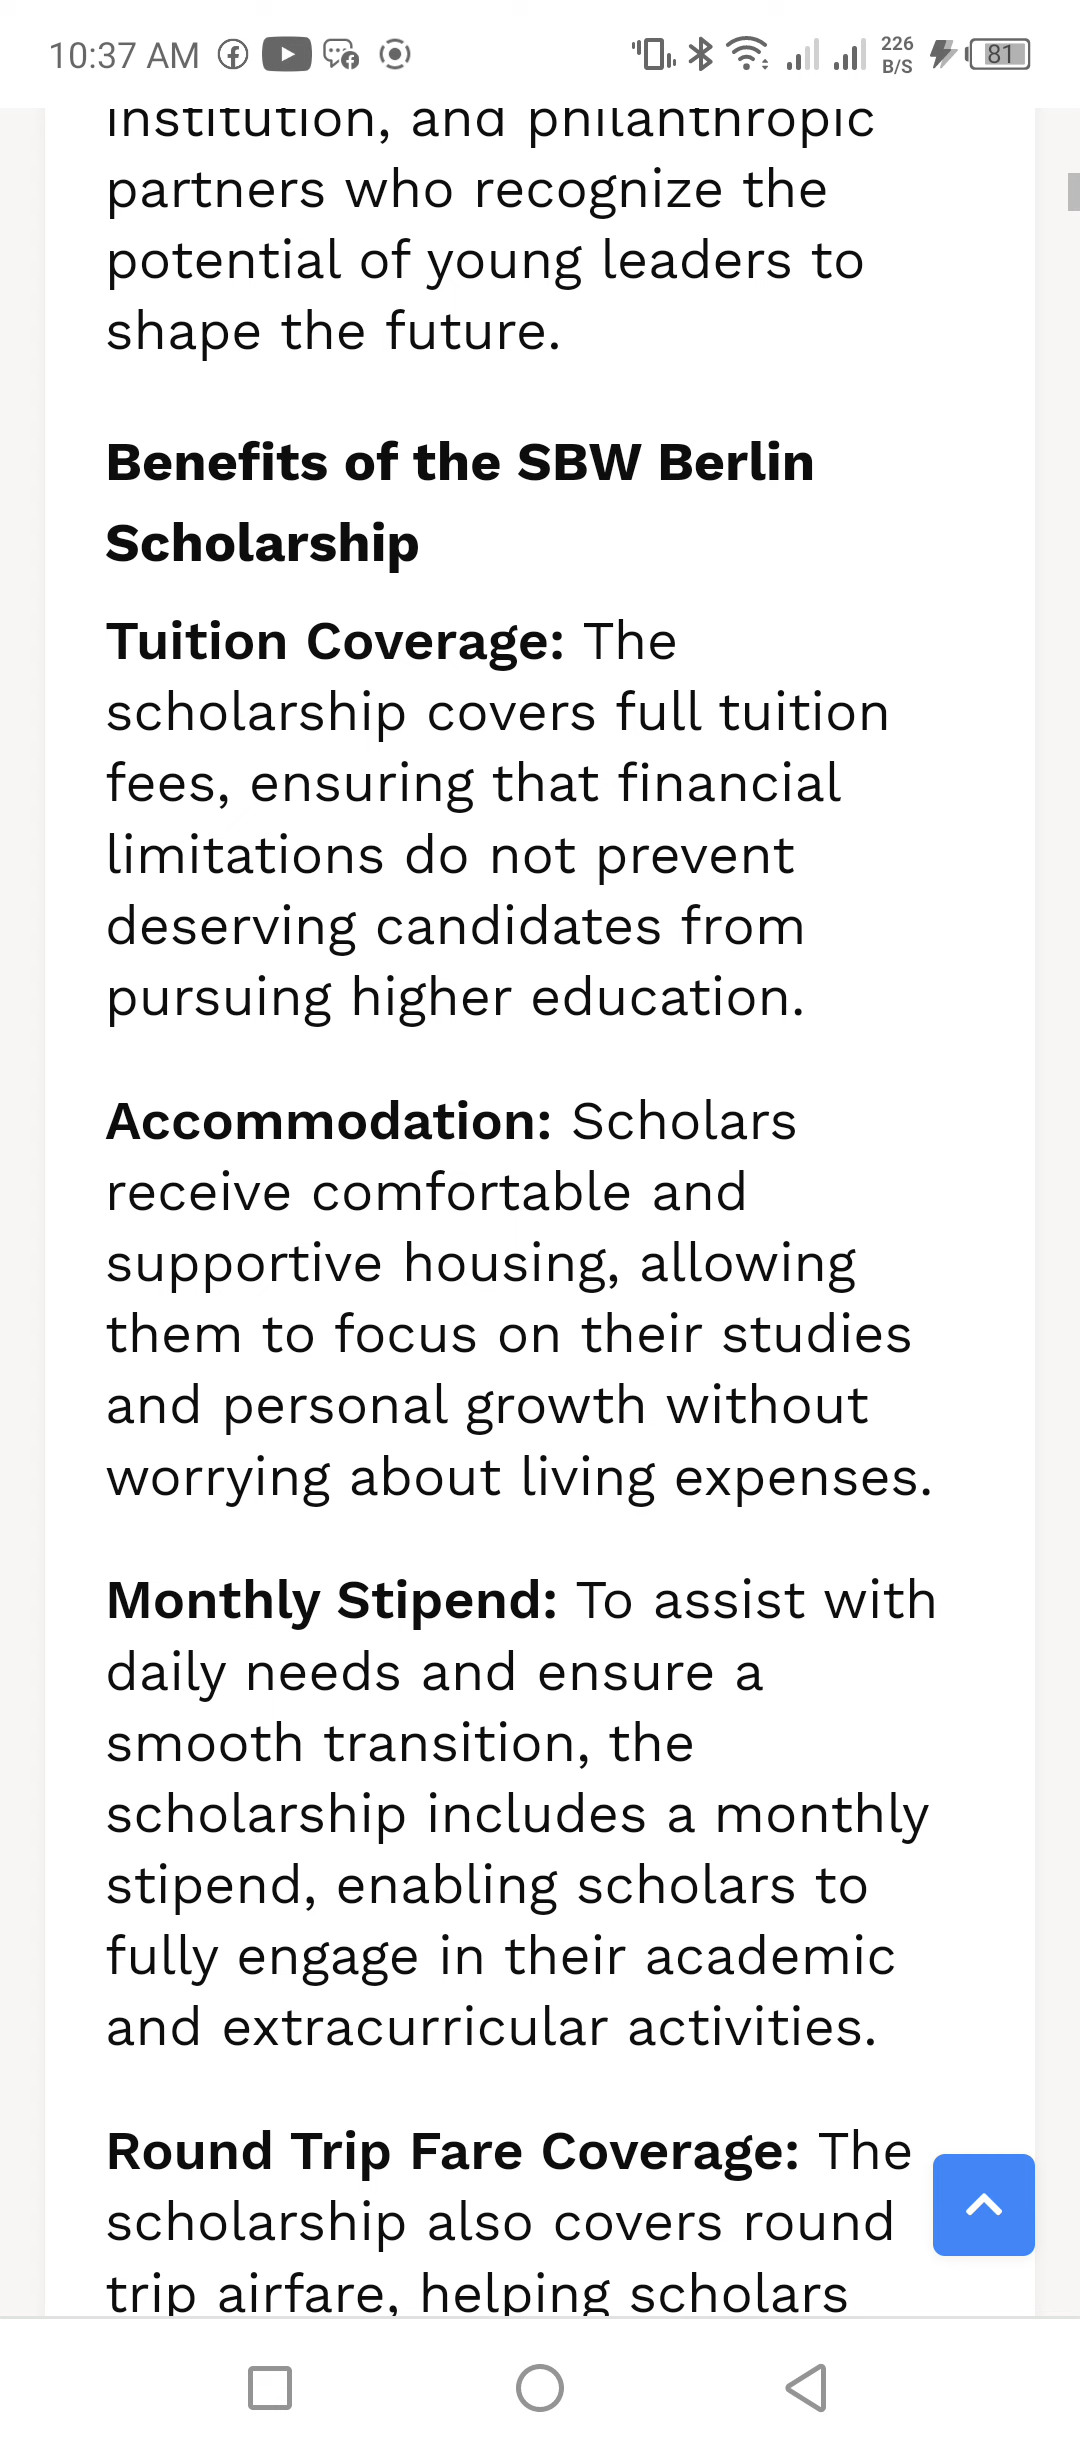 10:37 AM
226
B/S
81
institution, and philanthropic
partners who recognize the
potential of young leaders to
shape the future.
Benefits of the SBW Berlin
Scholarship
Tuition Coverage: The
scholarship covers full tuition
fees, ensuring that financial
limitations do not prevent
deserving candidates from
pursuing higher education.
Accommodation: Scholars
receive comfortable and
supportive housing, allowing
them to focus on their studies
and personal growth without
worrying about living expenses.
Monthly Stipend: To assist with
daily needs and ensure a
smooth transition, the
scholarship includes a monthly
stipend, enabling scholars to
fully engage in their academic
and extracurricular activities.
Round Trip Fare Coverage: The
scholarship also covers round
trip airfare, helping scholars